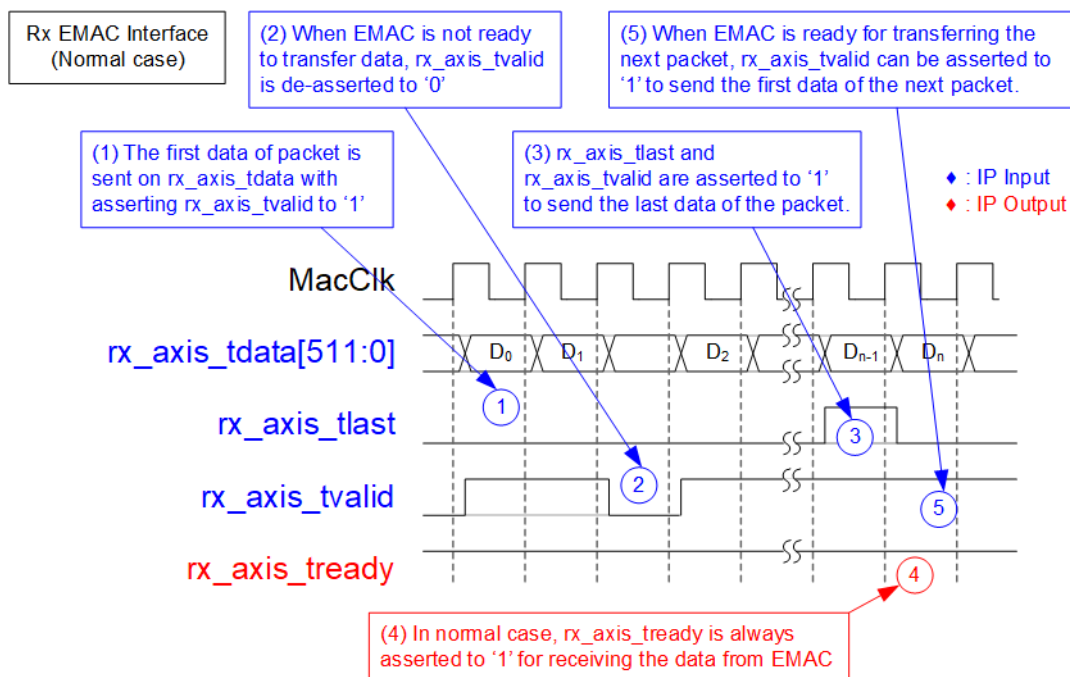 Rx EMAC Interface
(Normal case)
(2) When EMAC is not ready
to transfer data, rx_axis_tvalid
is de-asserted to ‘0’
(5) When EMAC is ready for transferring the
next packet, rx_axis_tvalid can be asserted to
‘1’ to send the first data of the next packet.
(1) The first data of packet is
sent on rx_axis_tdata with
asserting rx_axis_tvalid to ‘1’
(3) rx_axis_tlast and
rx_axis_tvalid are asserted to ‘1’
to send the last data of the packet.
♦ : IP Input
♦ : IP Output
MacClk
rx_axis_tdata[511:0] D0 D1 D2 Dn-1 Dn
1
rx_axis_tlast 3
rx_axis_tvalid 2 5
rx_axis_tready 4
(4) In normal case, rx_axis_tready is always
asserted to ‘1’ for receiving the data from EMAC